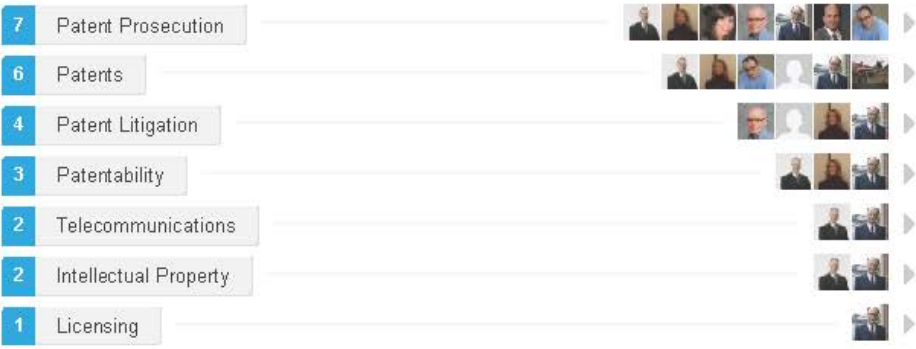 7 Patent Prosecution
6 Patents
4 Patent Litigation
3 Patentability
2 Telecommunications
2 Intellectual Property
1 Licensing